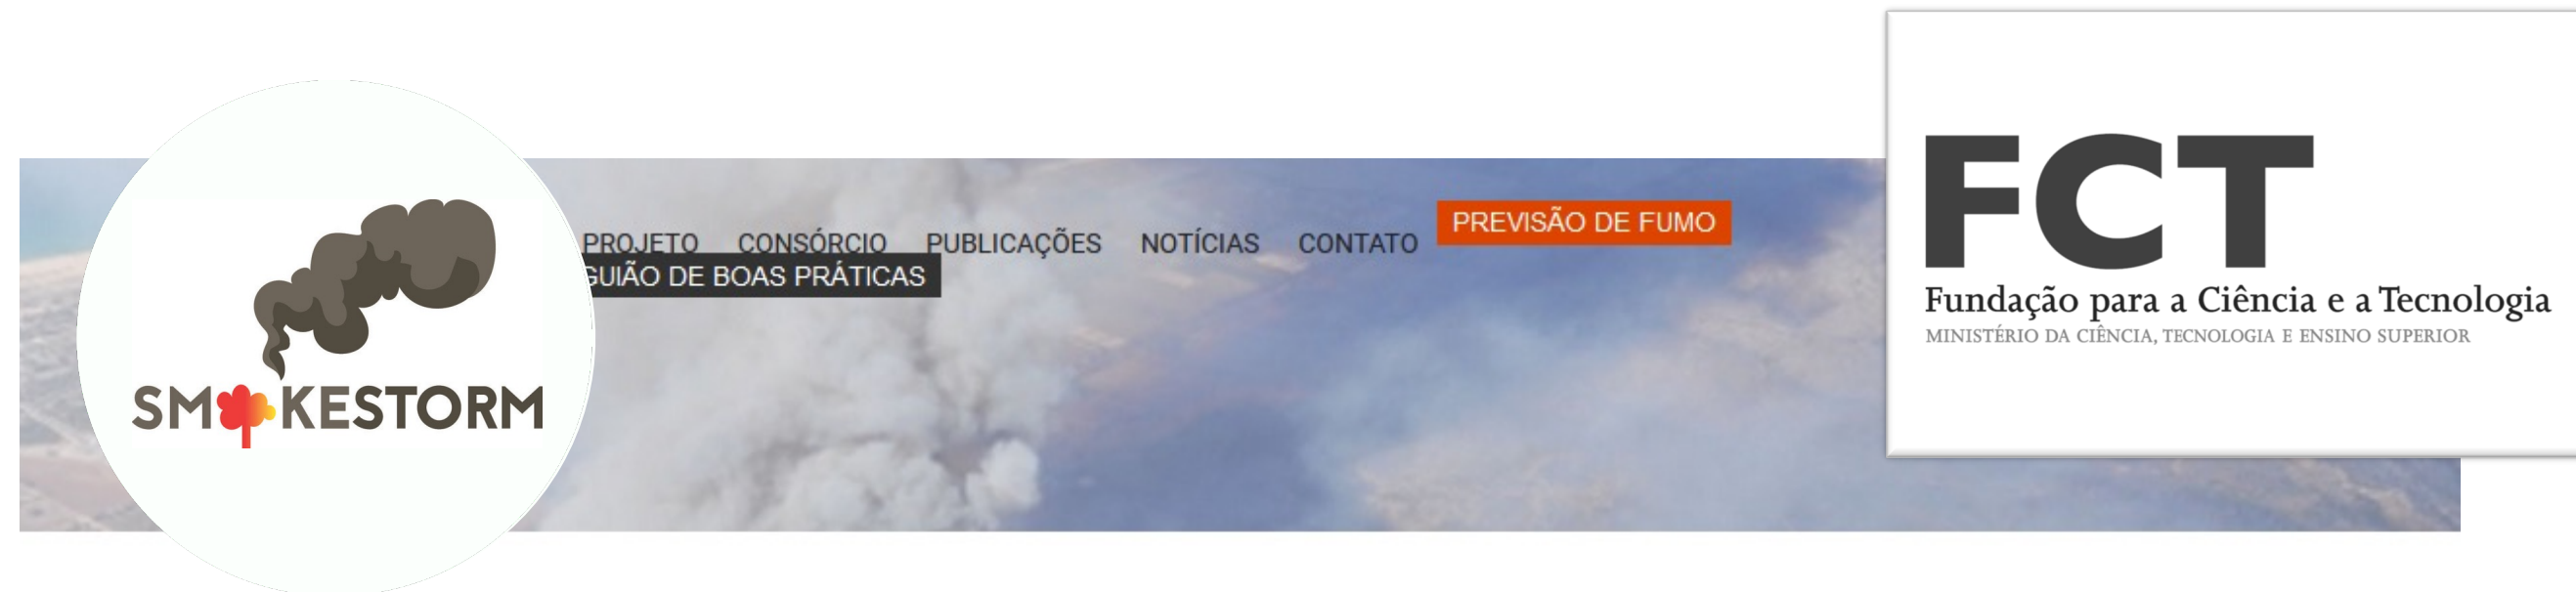 SMOKESTORM
PROJETO CONSÓRCIO PUBLICAÇÕES NOTÍCIAS CONTATO PREVISÃO DE FUMO
GUIÃO DE BOAS PRÁTICAS
FCT
Fundação para a Ciência e a Tecnologia
MINISTÉRIO DA CIÊNCIA, TECNOLOGIA E ENSINO SUPERIOR